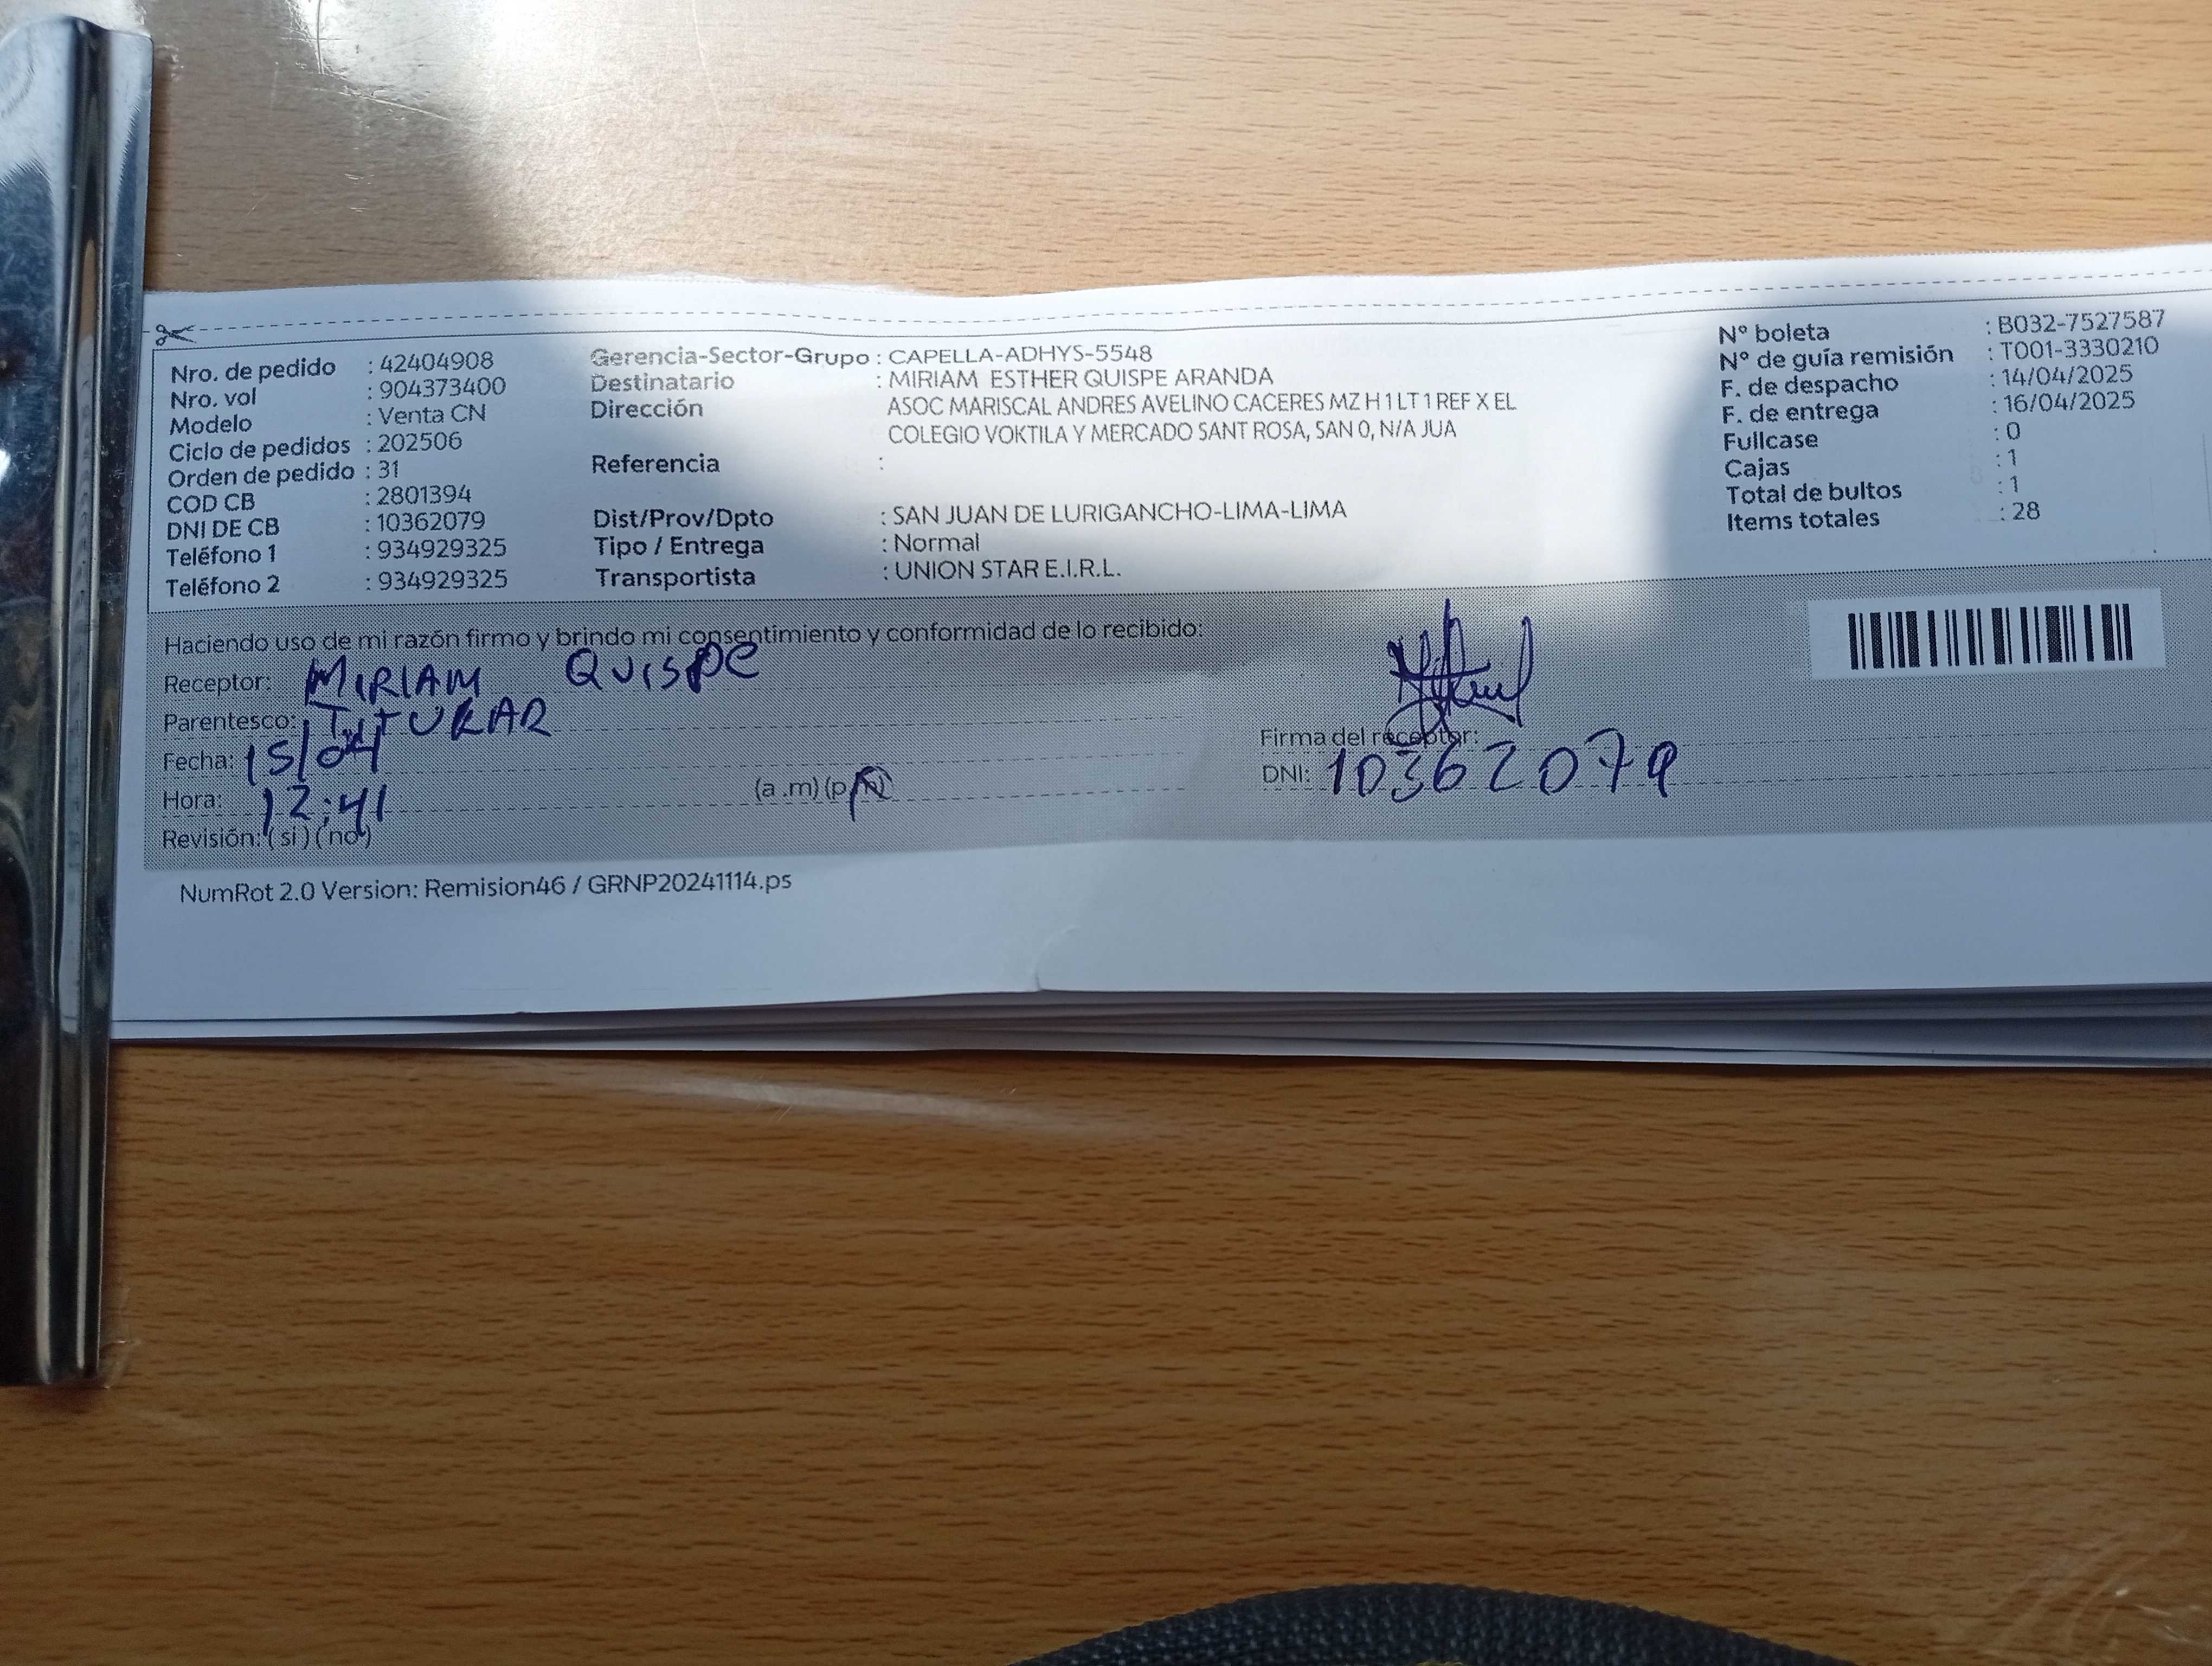 Nro. de pedido : 42404908
Nro. vol : 904373400
Modelo : Venta CN
Ciclo de pedidos : 202506
Orden de pedido : 31
COD CB : 2801394
DNI DE CB : 10362079
Teléfono 1 : 934929325
Teléfono 2 : 934929325
Gerencia-Sector-Grupo : CAPELLA-ADHYS-5548
Destinatario : MIRIAM ESTHER QUISPE ARANDA
Dirección ASOC MARISCAL ANDRES AVELINO CACERES MZ H 1 LT 1 REF X EL
COLEGIO VOKTILA Y MERCADO SANT ROSA, SAN 0, N/A JUA
Referencia :
Dist/Prov/Dpto : SAN JUAN DE LURIGANCHO-LIMA-LIMA
Tipo / Entrega : Normal
Transportista : UNION STAR E.I.R.L.
N° boleta : B032-7527587
N° de guía remisión : T001-3330210
F. de despacho : 14/04/2025
F. de entrega : 16/04/2025
Fullcase : 0
Cajas : 1
Total de bultos : 1
Items totales : 28
Haciendo uso de mi razón firmo y brindo mi consentimiento y conformidad de lo recibido:
Receptor: MIRIAM QUISPE
Parentesco: TITULAR
Fecha: 15/04
Hora: 12:41 (a .m) (p.m)
Revisión: ( si ) ( no )
Firma del receptor:
DNI: 10362079
NumRot 2.0 Version: Remision46 / GRNP20241114.ps